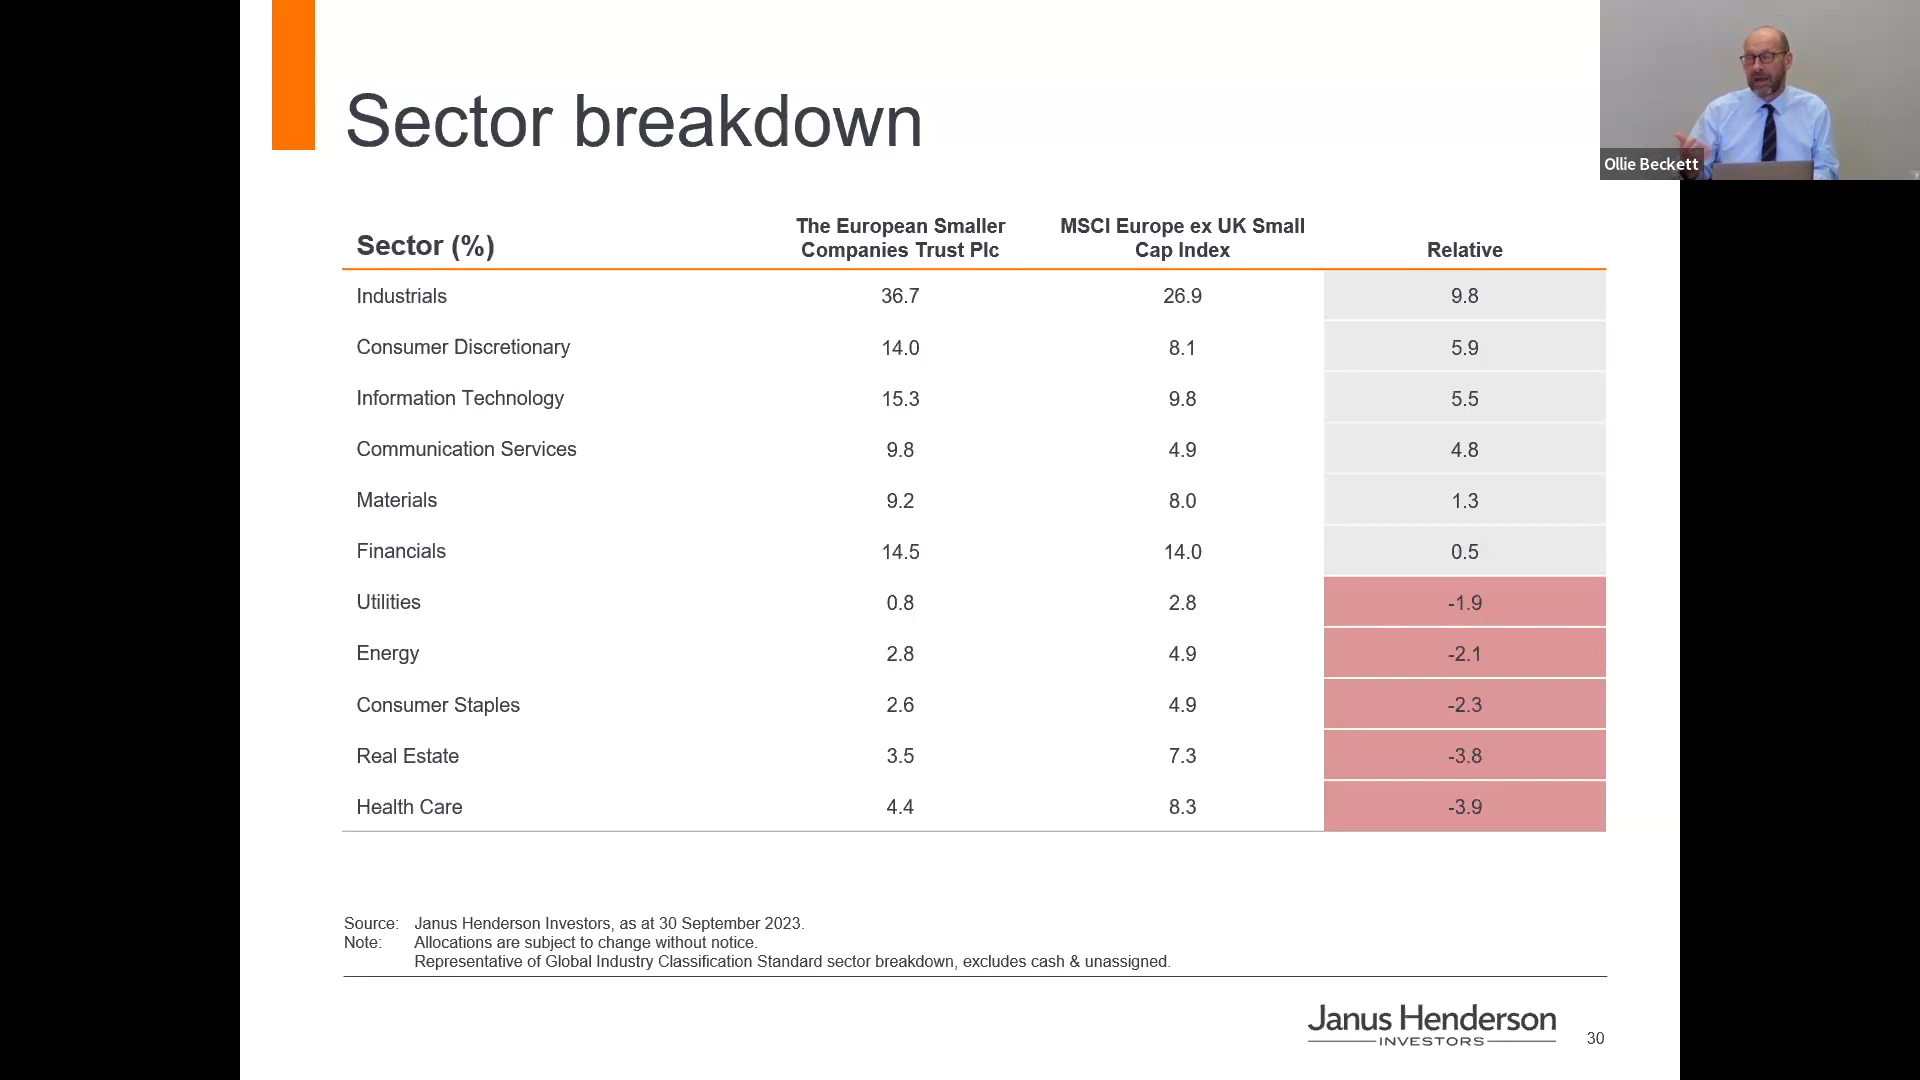 Sector breakdown
Ollie Beckett
Sector (%) The European Smaller Companies Trust Plc MSCI Europe ex UK Small Cap Index Relative
Industrials 36.7 26.9 9.8
Consumer Discretionary 14.0 8.1 5.9
Information Technology 15.3 9.8 5.5
Communication Services 9.8 4.9 4.8
Materials 9.2 8.0 1.3
Financials 14.5 14.0 0.5
Utilities 0.8 2.8 -1.9
Energy 2.8 4.9 -2.1
Consumer Staples 2.6 4.9 -2.3
Real Estate 3.5 7.3 -3.8
Health Care 4.4 8.3 -3.9
Source: Janus Henderson Investors, as at 30 September 2023.
Note: Allocations are subject to change without notice.
Representative of Global Industry Classification Standard sector breakdown, excludes cash & unassigned.
Janus Henderson
INVESTORS
30